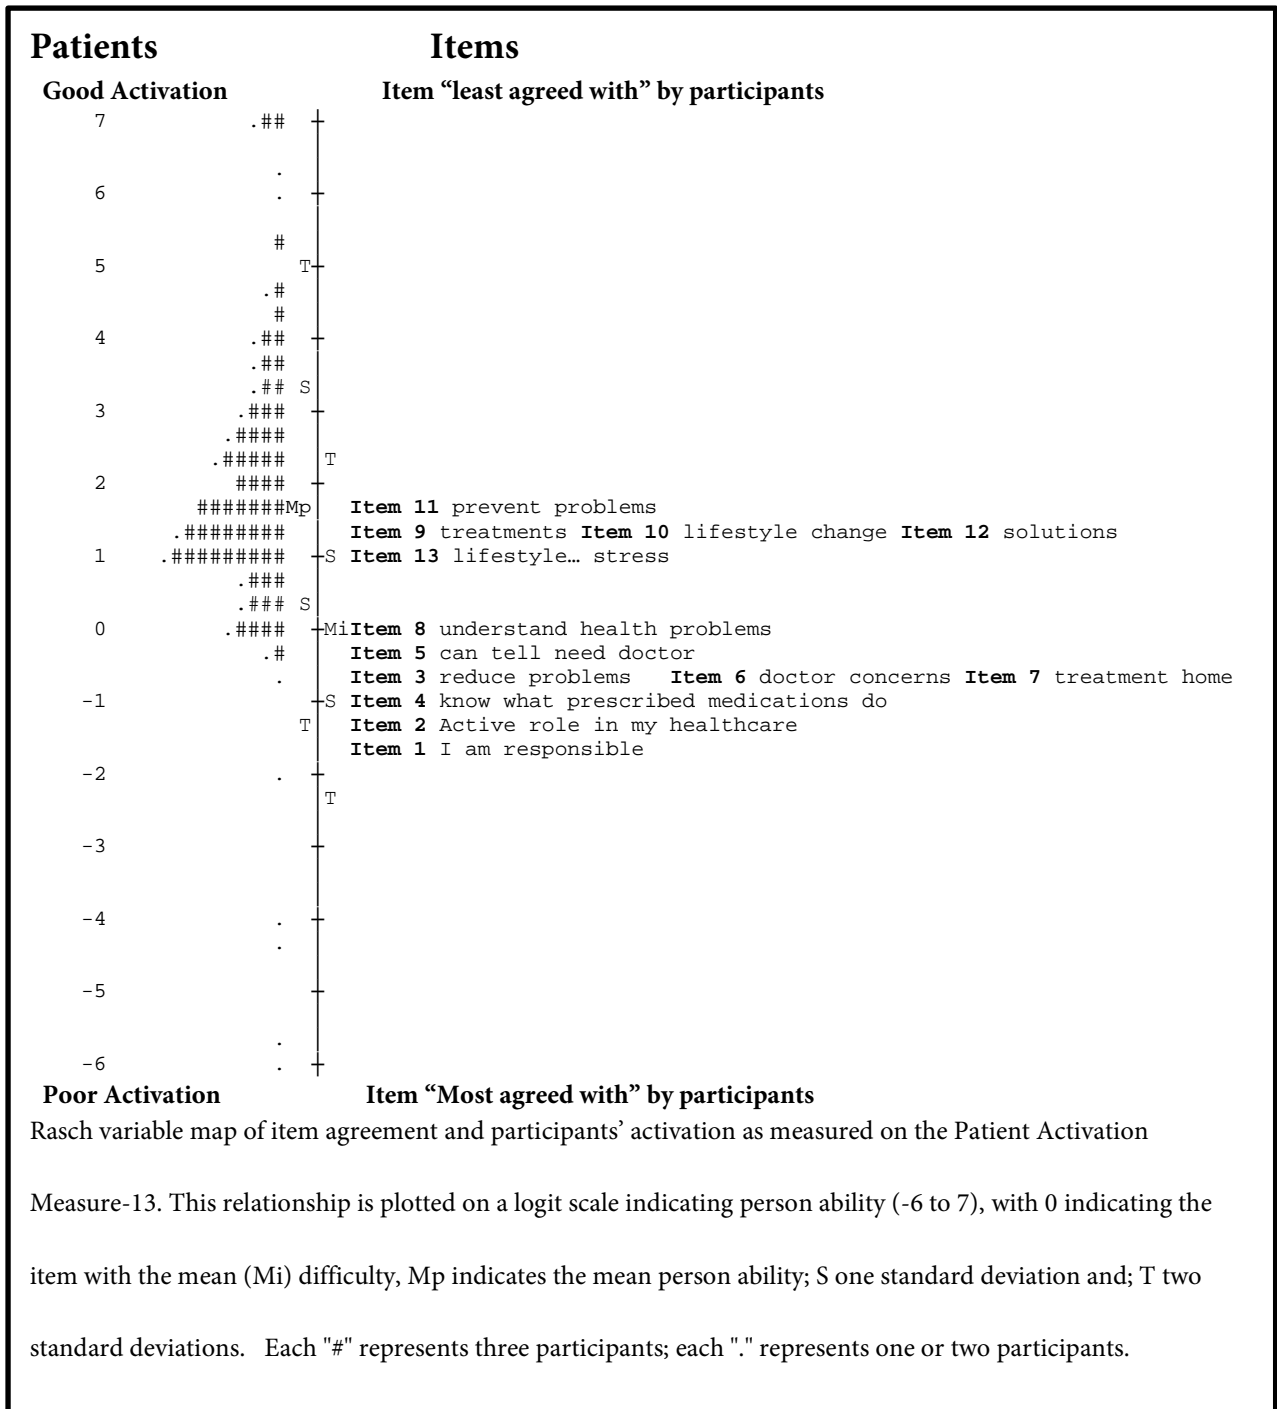 Patients Items
Good Activation Item “least agreed with” by participants
7 .##
.
6 .
#
5 T
.#
#
4 .##
.##
.## S
3 .###
.####
.##### T
2 ####
#######Mp Item 11 prevent problems
.######## Item 9 treatments Item 10 lifestyle change Item 12 solutions
1 .######### S Item 13 lifestyle… stress
.###
.### S
0 .#### Mi Item 8 understand health problems
.# Item 5 can tell need doctor
. Item 3 reduce problems Item 6 doctor concerns Item 7 treatment home
-1 S Item 4 know what prescribed medications do
T Item 2 Active role in my healthcare
Item 1 I am responsible
-2 .
T
-3
-4 .
.
-5
.
-6 .
Poor Activation Item “Most agreed with” by participants
Rasch variable map of item agreement and participants’ activation as measured on the Patient Activation
Measure-13. This relationship is plotted on a logit scale indicating person ability (-6 to 7), with 0 indicating the
item with the mean (Mi) difficulty, Mp indicates the mean person ability; S one standard deviation and; T two
standard deviations. Each "#" represents three participants; each "." represents one or two participants.